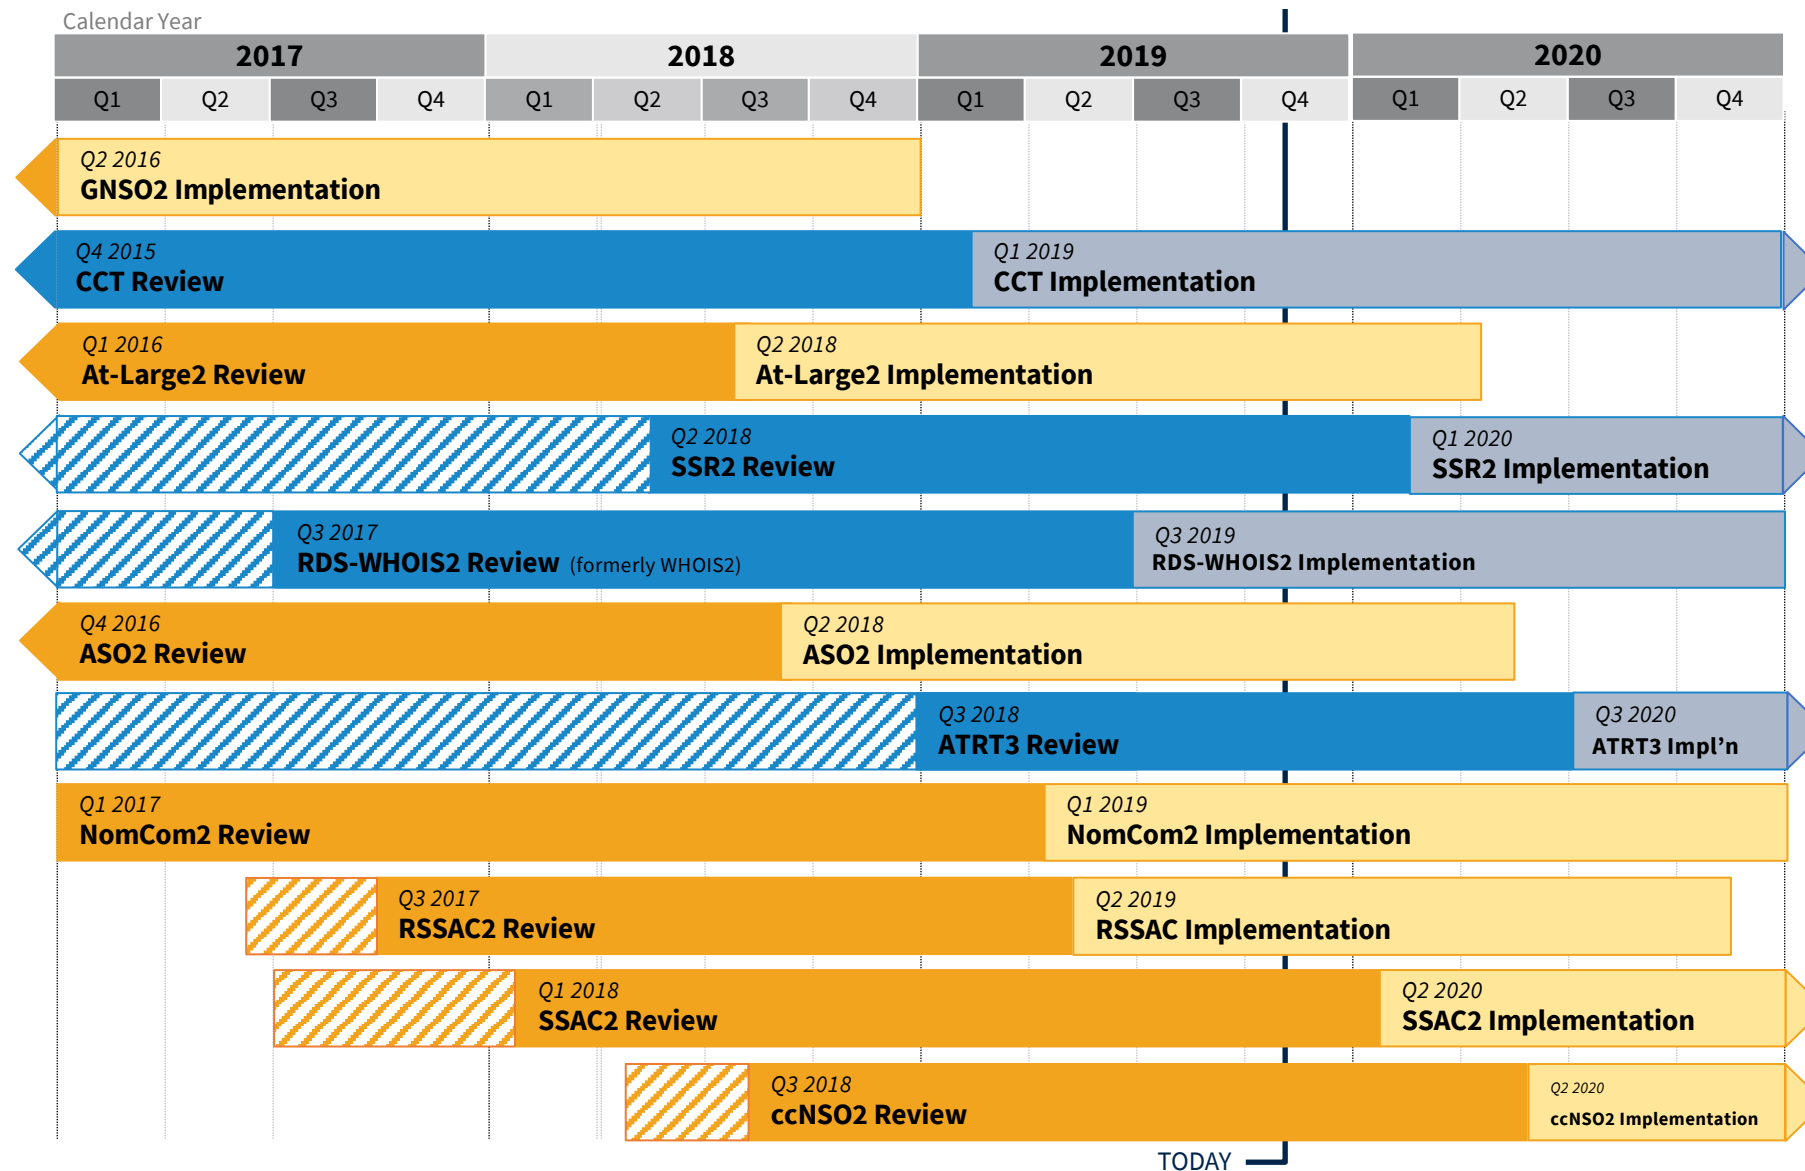 Calendar Year
2017 2018 2019 2020
Q1 Q2 Q3 Q4 Q1 Q2 Q3 Q4 Q1 Q2 Q3 Q4 Q1 Q2 Q3 Q4
Q2 2016
GNSO2 Implementation
Q4 2015 Q1 2019
CCT Review CCT Implementation
Q1 2016 Q2 2018
At-Large2 Review At-Large2 Implementation
Q2 2018 Q1 2020
SSR2 Review SSR2 Implementation
Q3 2017 Q3 2019
RDS-WHOIS2 Review (formerly WHOIS2) RDS-WHOIS2 Implementation
Q4 2016 Q2 2018
ASO2 Review ASO2 Implementation
Q3 2018 Q3 2020
ATRT3 Review ATRT3 Impl’n
Q1 2017 Q1 2019
NomCom2 Review NomCom2 Implementation
Q3 2017 Q2 2019
RSSAC2 Review RSSAC Implementation
Q1 2018 Q2 2020
SSAC2 Review SSAC2 Implementation
Q3 2018 Q2 2020
ccNSO2 Review ccNSO2 Implementation
TODAY